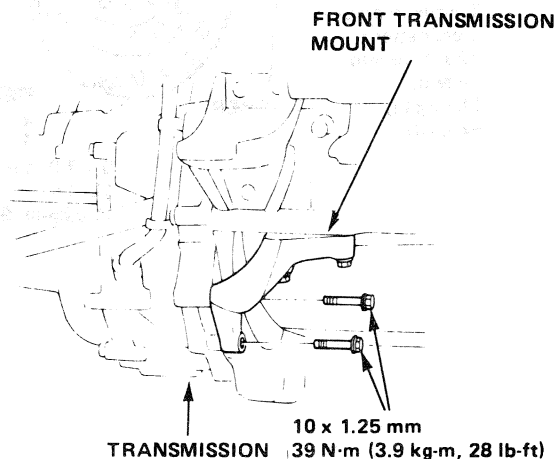 FRONT TRANSMISSION
MOUNT
10 x 1.25 mm
39 N·m (3.9 kg-m, 28 lb-ft)
TRANSMISSION